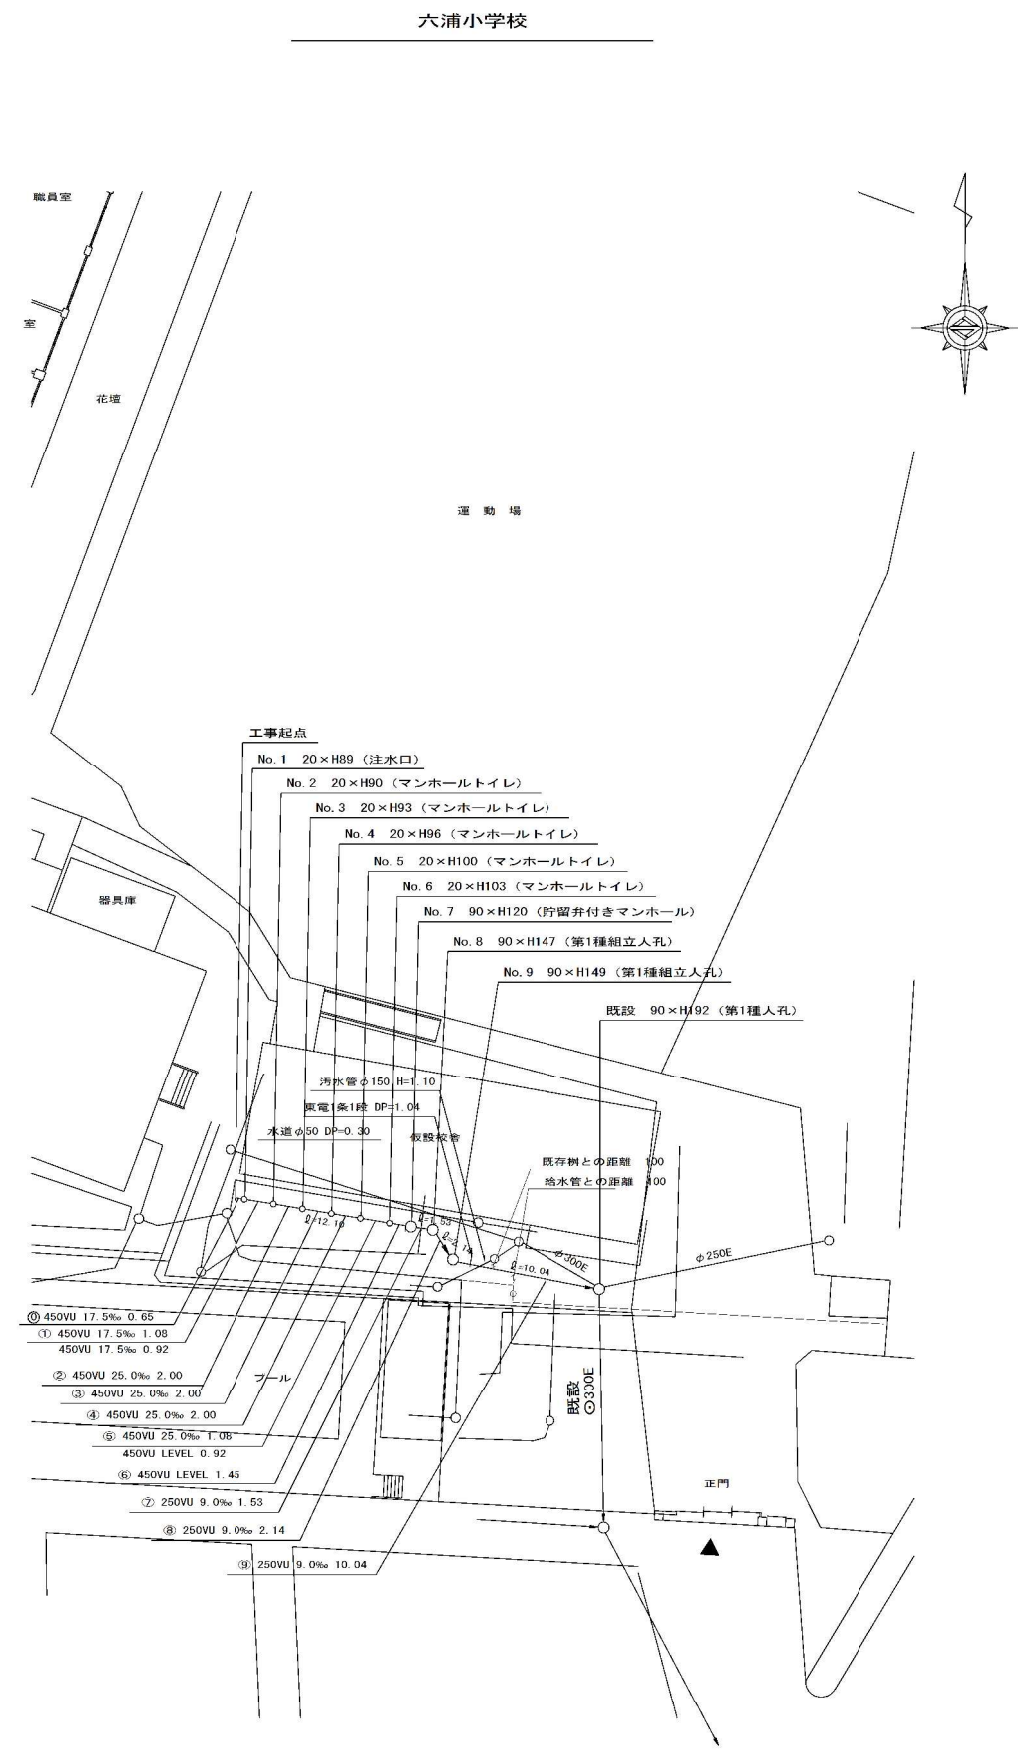 六浦小学校
職員室
室
花壇
運動場
工事起点
No.1 20×H89（注水口）
No.2 20×H90（マンホールトイレ）
No.3 20×H93（マンホールトイレ）
No.4 20×H96（マンホールトイレ）
No.5 20×H100（マンホールトイレ）
No.6 20×H103（マンホールトイレ）
No.7 90×H120（貯留弁付きマンホール）
No.8 90×H147（第1種組立人孔）
No.9 90×H149（第1種組立人孔）
既設 90×H192（第1種人孔）
器具庫
汚水管φ150 H=1.10
東電1条1段 DP=1.04
水道φ50 DP=0.30
仮設校舎
既存桝との距離 100
給水管との距離 100
ℓ=12.10
ℓ=1.53
ℓ=2.14
ℓ=10.04
φ300E
φ250E
⓪ 450VU 17.5‰ 0.65
① 450VU 17.5‰ 1.08
450VU 17.5‰ 0.92
② 450VU 25.0‰ 2.00
③ 450VU 25.0‰ 2.00
④ 450VU 25.0‰ 2.00
⑤ 450VU 25.0‰ 1.08
450VU LEVEL 0.92
⑥ 450VU LEVEL 1.45
⑦ 250VU 9.0‰ 1.53
⑧ 250VU 9.0‰ 2.14
⑨ 250VU 9.0‰ 10.04
プール
既設
⊙300E
正門